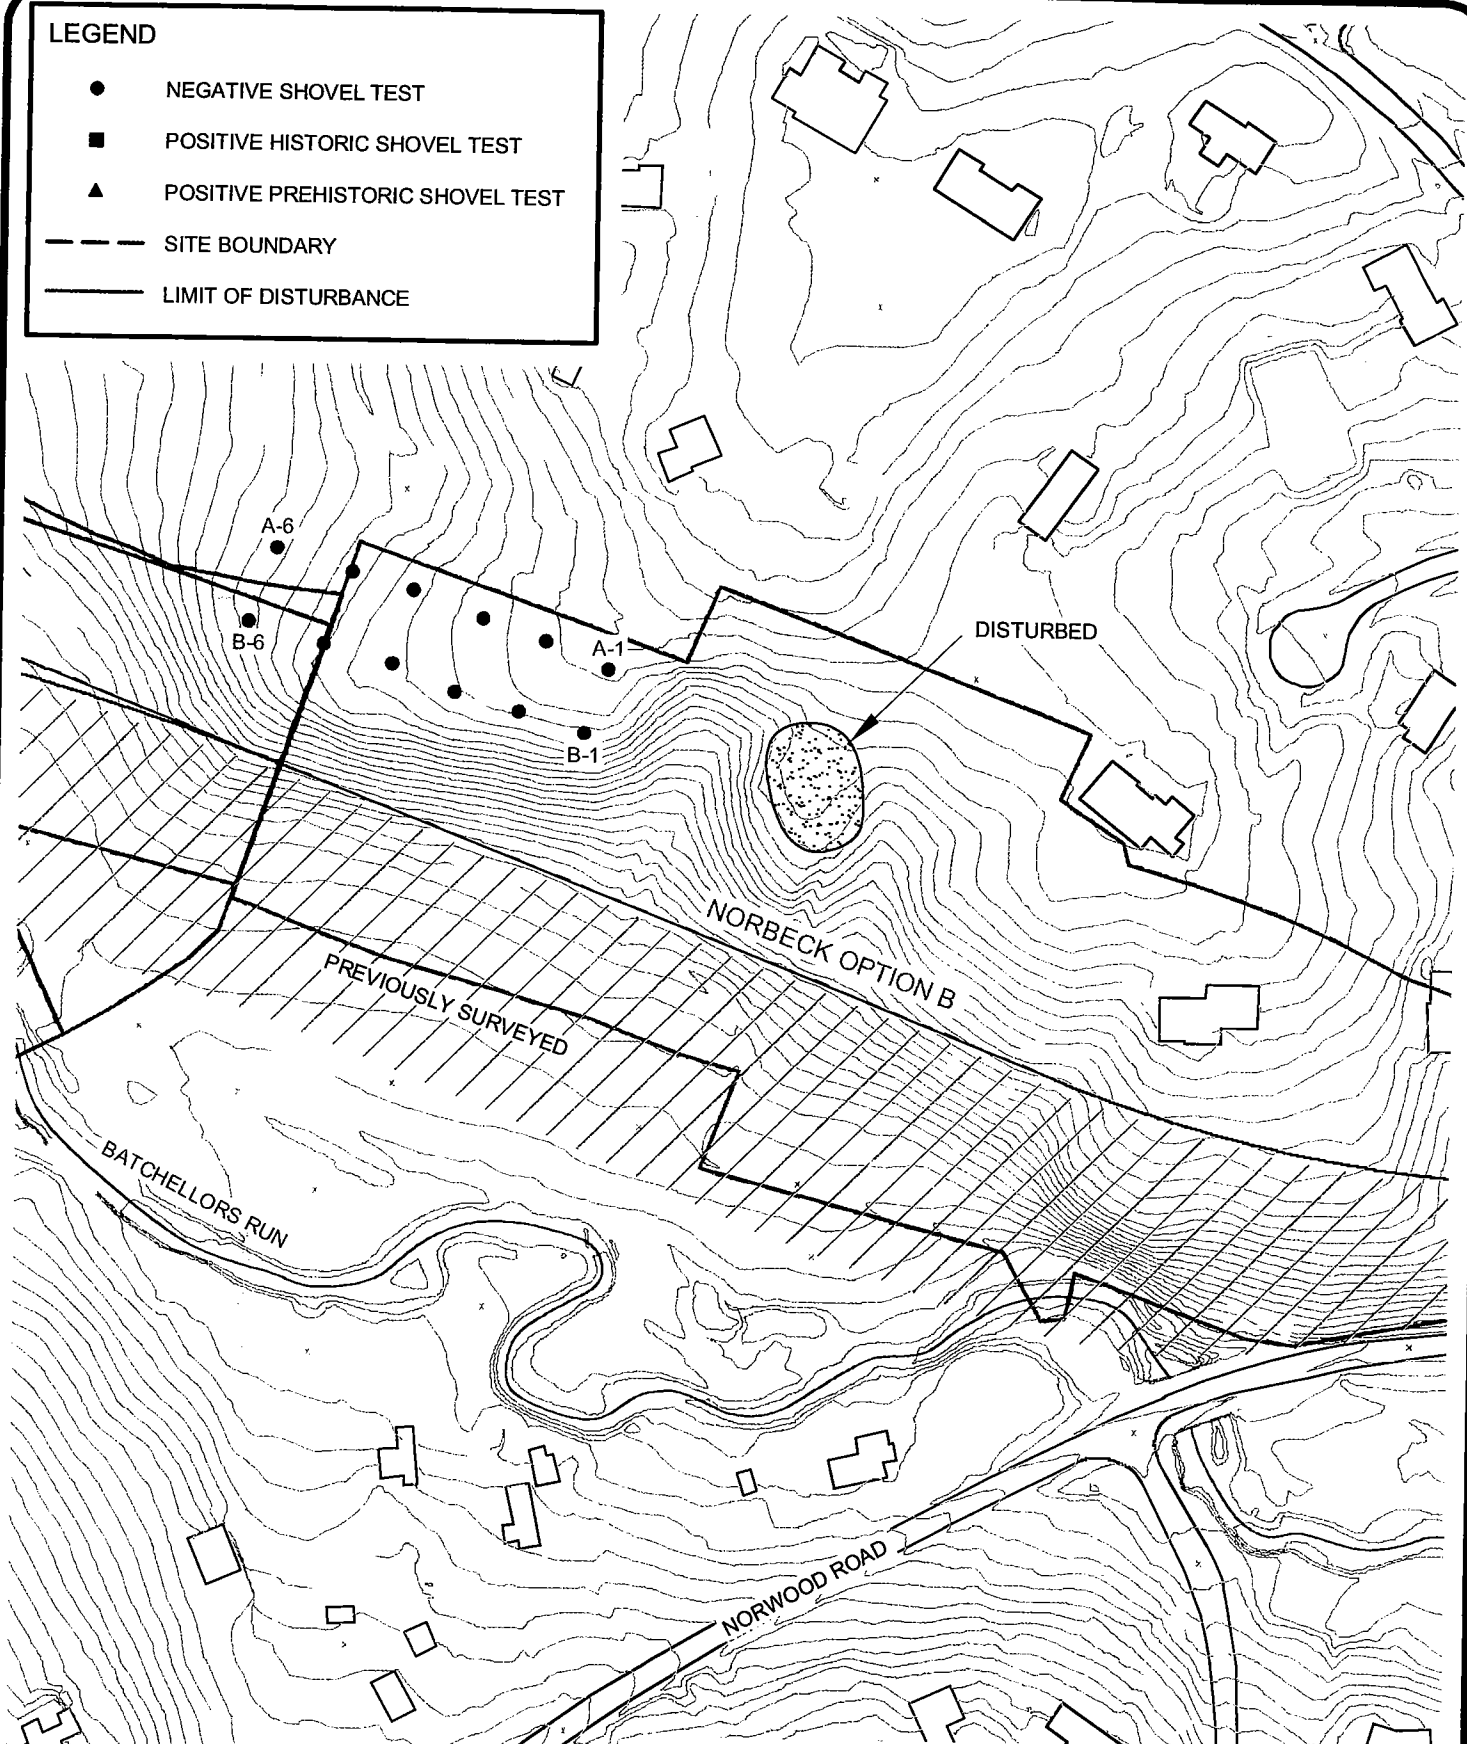 LEGEND
NEGATIVE SHOVEL TEST
POSITIVE HISTORIC SHOVEL TEST
POSITIVE PREHISTORIC SHOVEL TEST
SITE BOUNDARY
LIMIT OF DISTURBANCE
A-6
B-6
A-1
B-1
DISTURBED
NORBECK OPTION B
PREVIOUSLY SURVEYED
BATCHELLORS RUN
NORWOOD ROAD